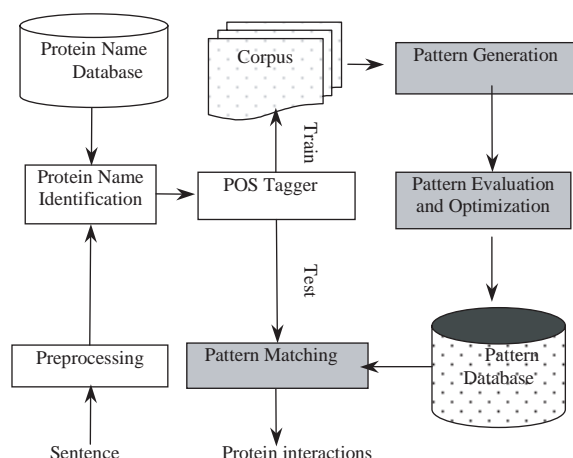 Protein Name
Database
Corpus
Pattern Generation
Train
Protein Name
Identification
POS Tagger
Pattern Evaluation
and Optimization
Test
Preprocessing
Pattern Matching
Pattern
Database
Sentence
Protein interactions